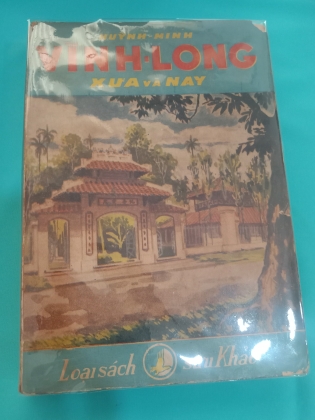 HUỲNH-MINH
VĨNH-LONG
XƯA VÀ NAY
Loại sách Sưu Khảo